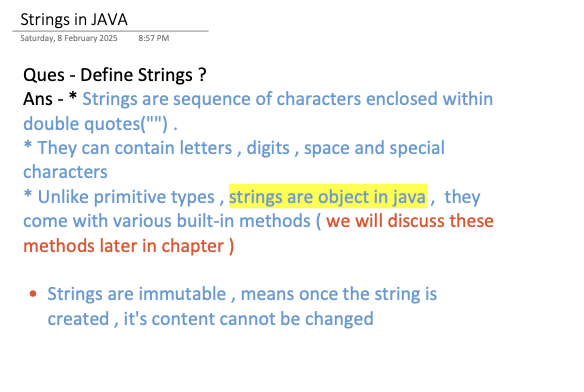 Strings in JAVA
Saturday, 8 February 2025 8:57 PM
Ques - Define Strings ?
Ans - * Strings are sequence of characters enclosed within
double quotes("") .
* They can contain letters , digits , space and special
characters
* Unlike primitive types , strings are object in java , they
come with various built-in methods ( we will discuss these
methods later in chapter )
• Strings are immutable , means once the string is
created , it's content cannot be changed